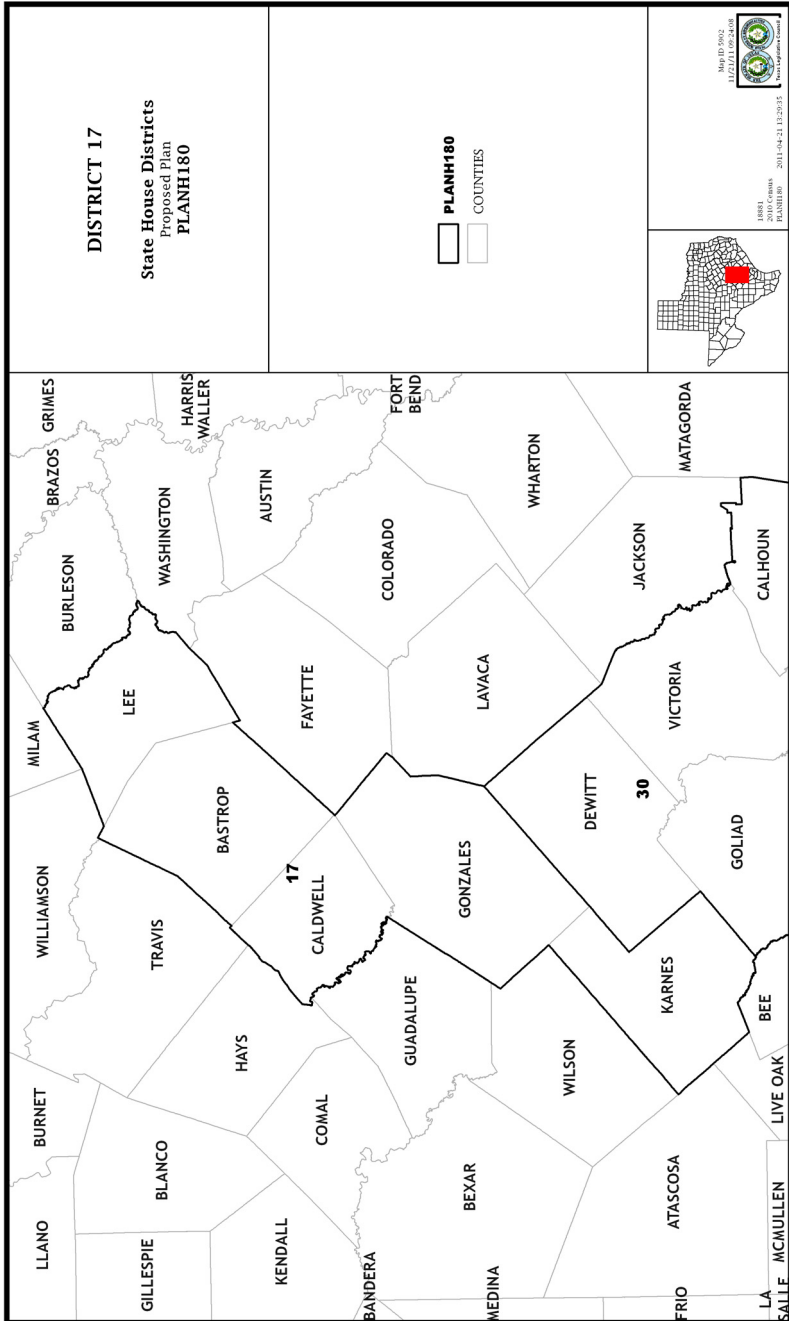 DISTRICT 17
State House Districts
Proposed Plan
PLANH180
PLANH180
COUNTIES
Map ID 5902
11/21/11 09:24:08
Texas Legislative Council
18881
2010 Census
PLANH180
2011-04-21 13:29:35
LLANO
BURNET
WILLIAMSON
MILAM
BURLESON
BRAZOS
GRIMES
GILLESPIE
BLANCO
TRAVIS
LEE
WASHINGTON
HARRIS
WALLER
KENDALL
HAYS
BASTROP
AUSTIN
COMAL
CALDWELL
17
FAYETTE
COLORADO
FORT
BEND
BANDERA
GUADALUPE
BEXAR
GONZALES
LAVACA
WHARTON
MEDINA
WILSON
DEWITT
JACKSON
30
ATASCOSA
KARNES
VICTORIA
MATAGORDA
FRIO
GOLIAD
LA
SALLE
MCMULLEN
LIVE OAK
BEE
CALHOUN